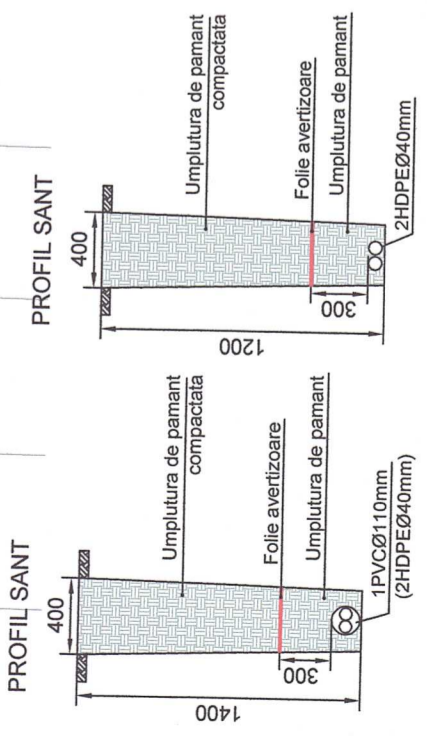 PROFIL SANT
400
1400
300
Umplutura de pamant
compactata
Folie avertizoare
Umplutura de pamant
1PVCØ110mm
(2HDPEØ40mm)
PROFIL SANT
400
1200
300
Umplutura de pamant
compactata
Folie avertizoare
Umplutura de pamant
2HDPEØ40mm